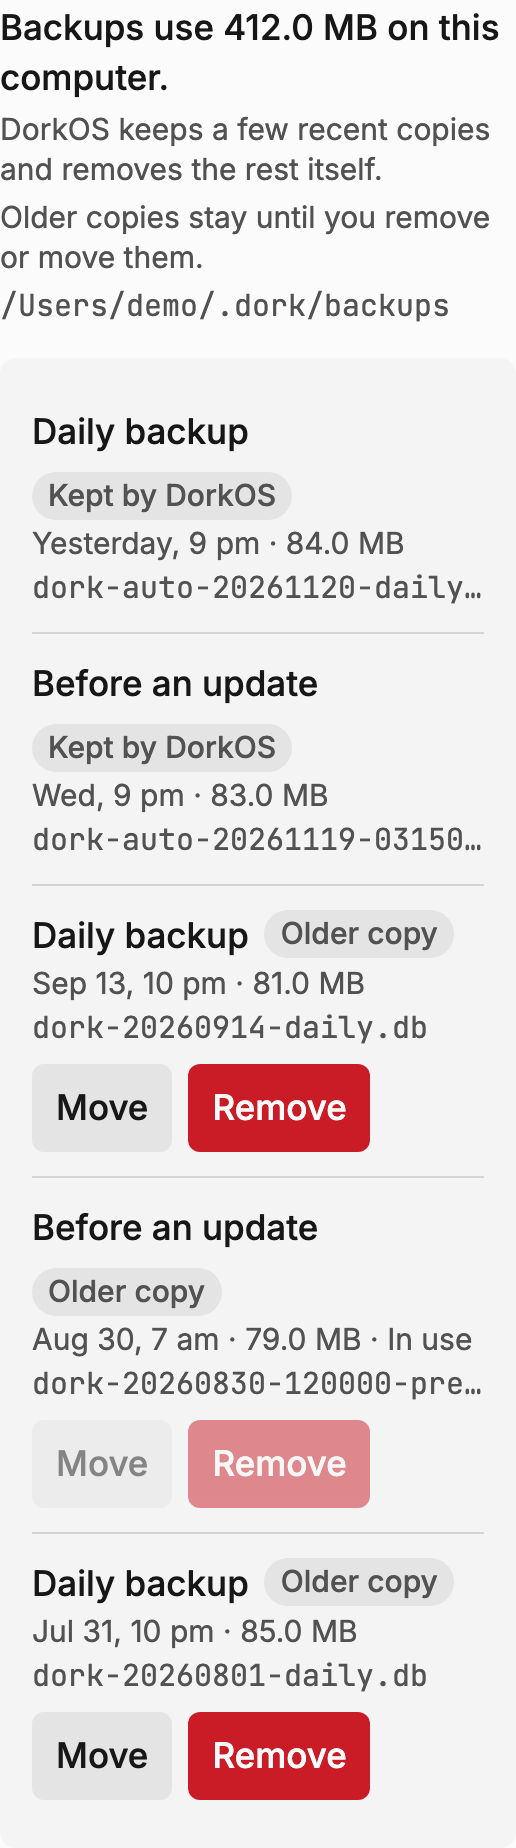 Backups use 412.0 MB on this
computer.
DorkOS keeps a few recent copies
and removes the rest itself.
Older copies stay until you remove
or move them.
/Users/demo/.dork/backups
Daily backup
Kept by DorkOS
Yesterday, 9 pm · 84.0 MB
dork-auto-20261120-daily…
Before an update
Kept by DorkOS
Wed, 9 pm · 83.0 MB
dork-auto-20261119-03150…
Daily backup Older copy
Sep 13, 10 pm · 81.0 MB
dork-20260914-daily.db
Move Remove
Before an update
Older copy
Aug 30, 7 am · 79.0 MB · In use
dork-20260830-120000-pre…
Move Remove
Daily backup Older copy
Jul 31, 10 pm · 85.0 MB
dork-20260801-daily.db
Move Remove